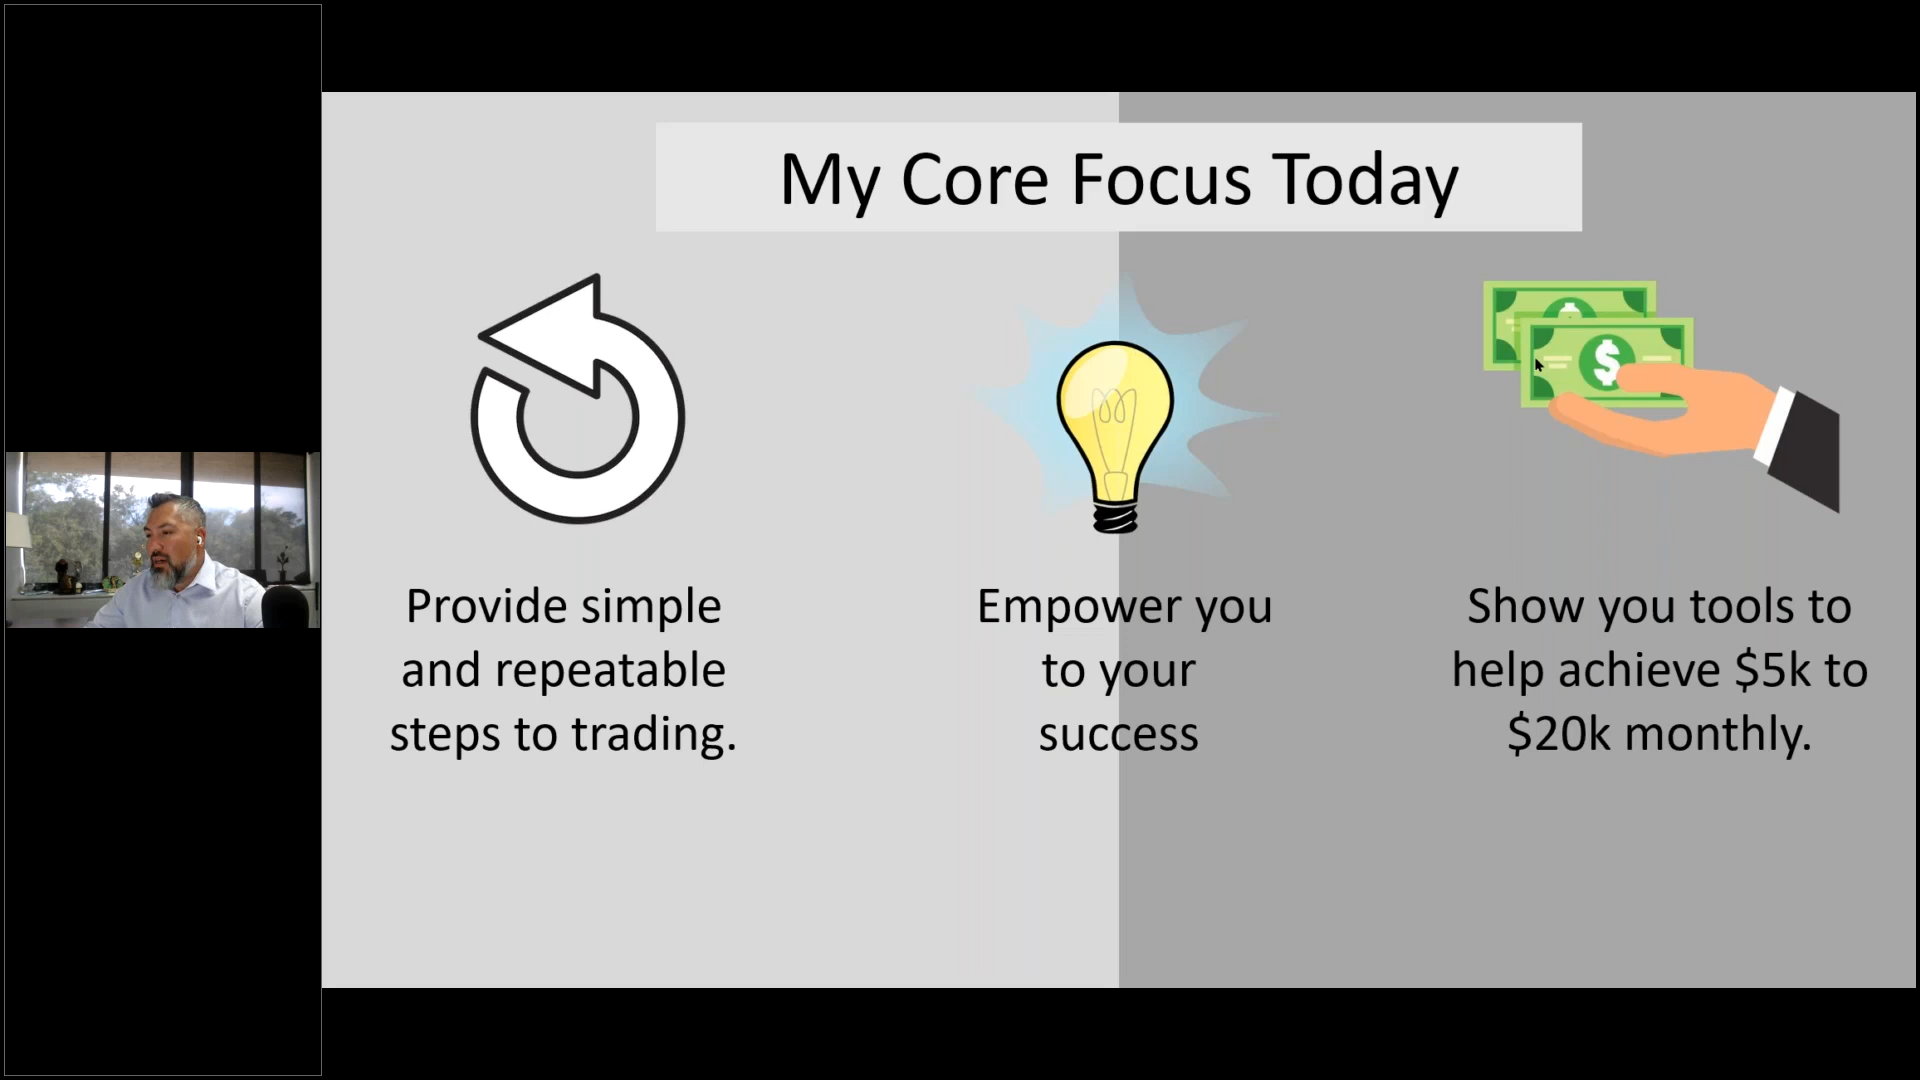 My Core Focus Today
Provide simple
and repeatable
steps to trading.
Empower you
to your
success
Show you tools to
help achieve $5k to
$20k monthly.